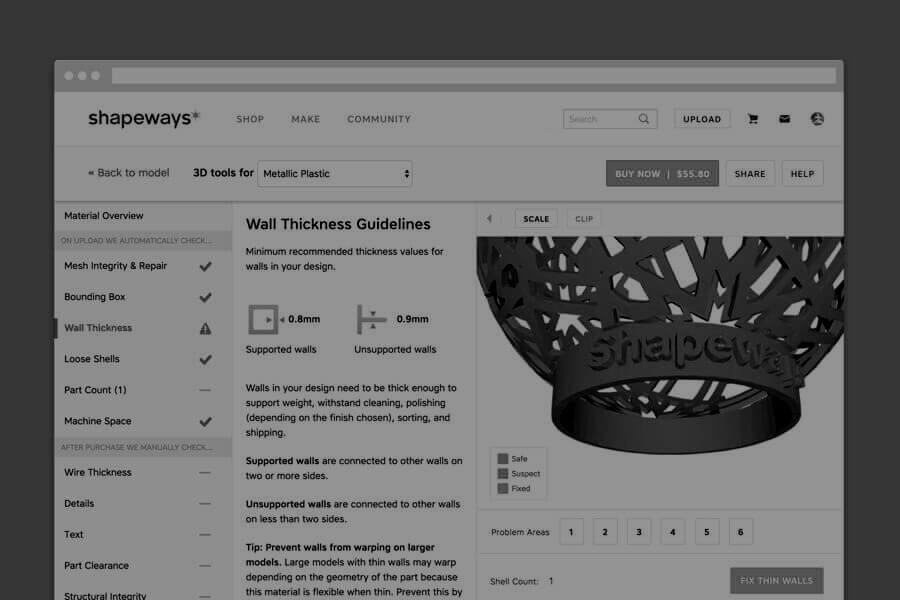 shapeways*
SHOP
MAKE
COMMUNITY
Search
UPLOAD
« Back to model
3D tools for
Metallic Plastic
BUY NOW | $55.80
SHARE
HELP
Material Overview
ON UPLOAD WE AUTOMATICALLY CHECK...
Mesh Integrity & Repair
Bounding Box
Wall Thickness
Loose Shells
Part Count (1)
Machine Space
AFTER PURCHASE WE MANUALLY CHECK...
Wire Thickness
Details
Text
Part Clearance
Structural Integrity
Wall Thickness Guidelines
Minimum recommended thickness values for
walls in your design.
0.8mm
0.9mm
Supported walls
Unsupported walls
Walls in your design need to be thick enough to
support weight, withstand cleaning, polishing
(depending on the finish chosen), sorting, and
shipping.
Supported walls are connected to other walls on
two or more sides.
Unsupported walls are connected to other walls
on less than two sides.
Tip: Prevent walls from warping on larger
models. Large models with thin walls may warp
depending on the geometry of the part because
this material is flexible when thin. Prevent this by
SCALE
CLIP
Shapeway
Safe
Suspect
Fixed
Problem Areas
1
2
3
4
5
6
Shell Count: 1
FIX THIN WALLS